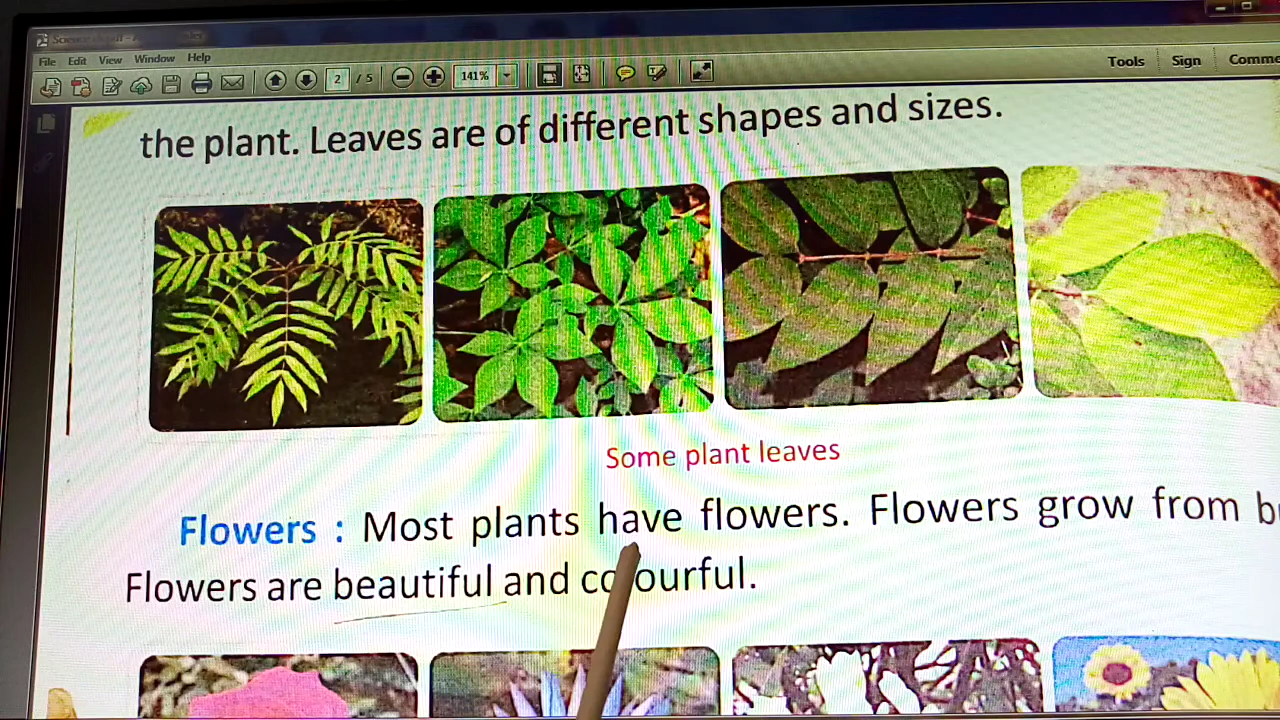 File Edit View Window Help
Tools Sign
2 / 5 141%
the plant. Leaves are of different shapes and sizes.
Some plant leaves
Flowers : Most plants have flowers. Flowers grow from
Flowers are beautiful and colourful.